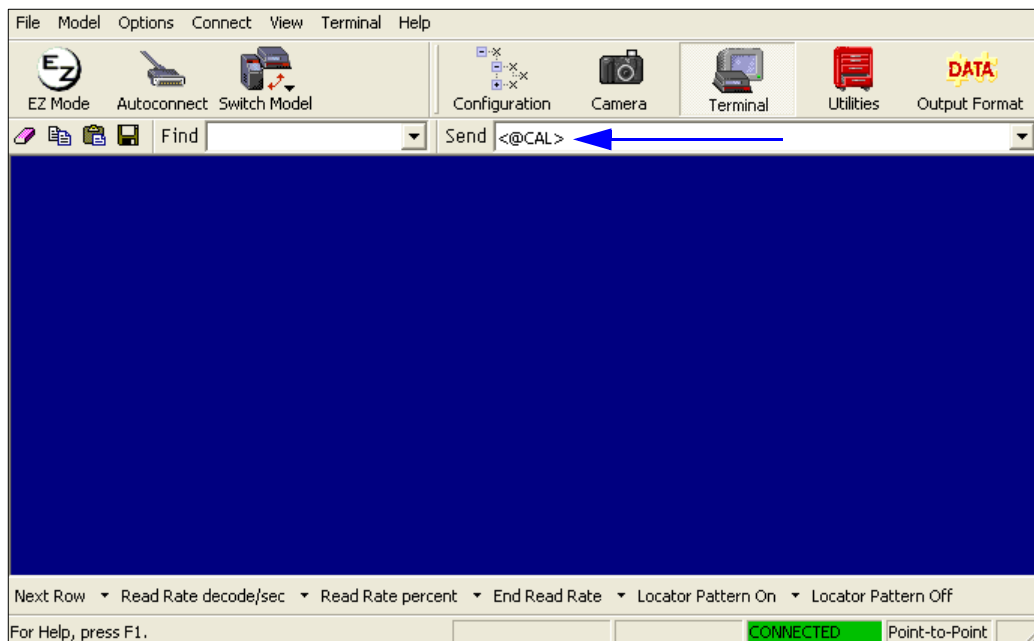 File Model Options Connect View Terminal Help
EZ
DATA
EZ Mode Autoconnect Switch Model Configuration Camera Terminal Utilities Output Format
Find Send <@CAL>
Next Row Read Rate decode/sec Read Rate percent End Read Rate Locator Pattern On Locator Pattern Off
For Help, press F1. CONNECTED Point-to-Point